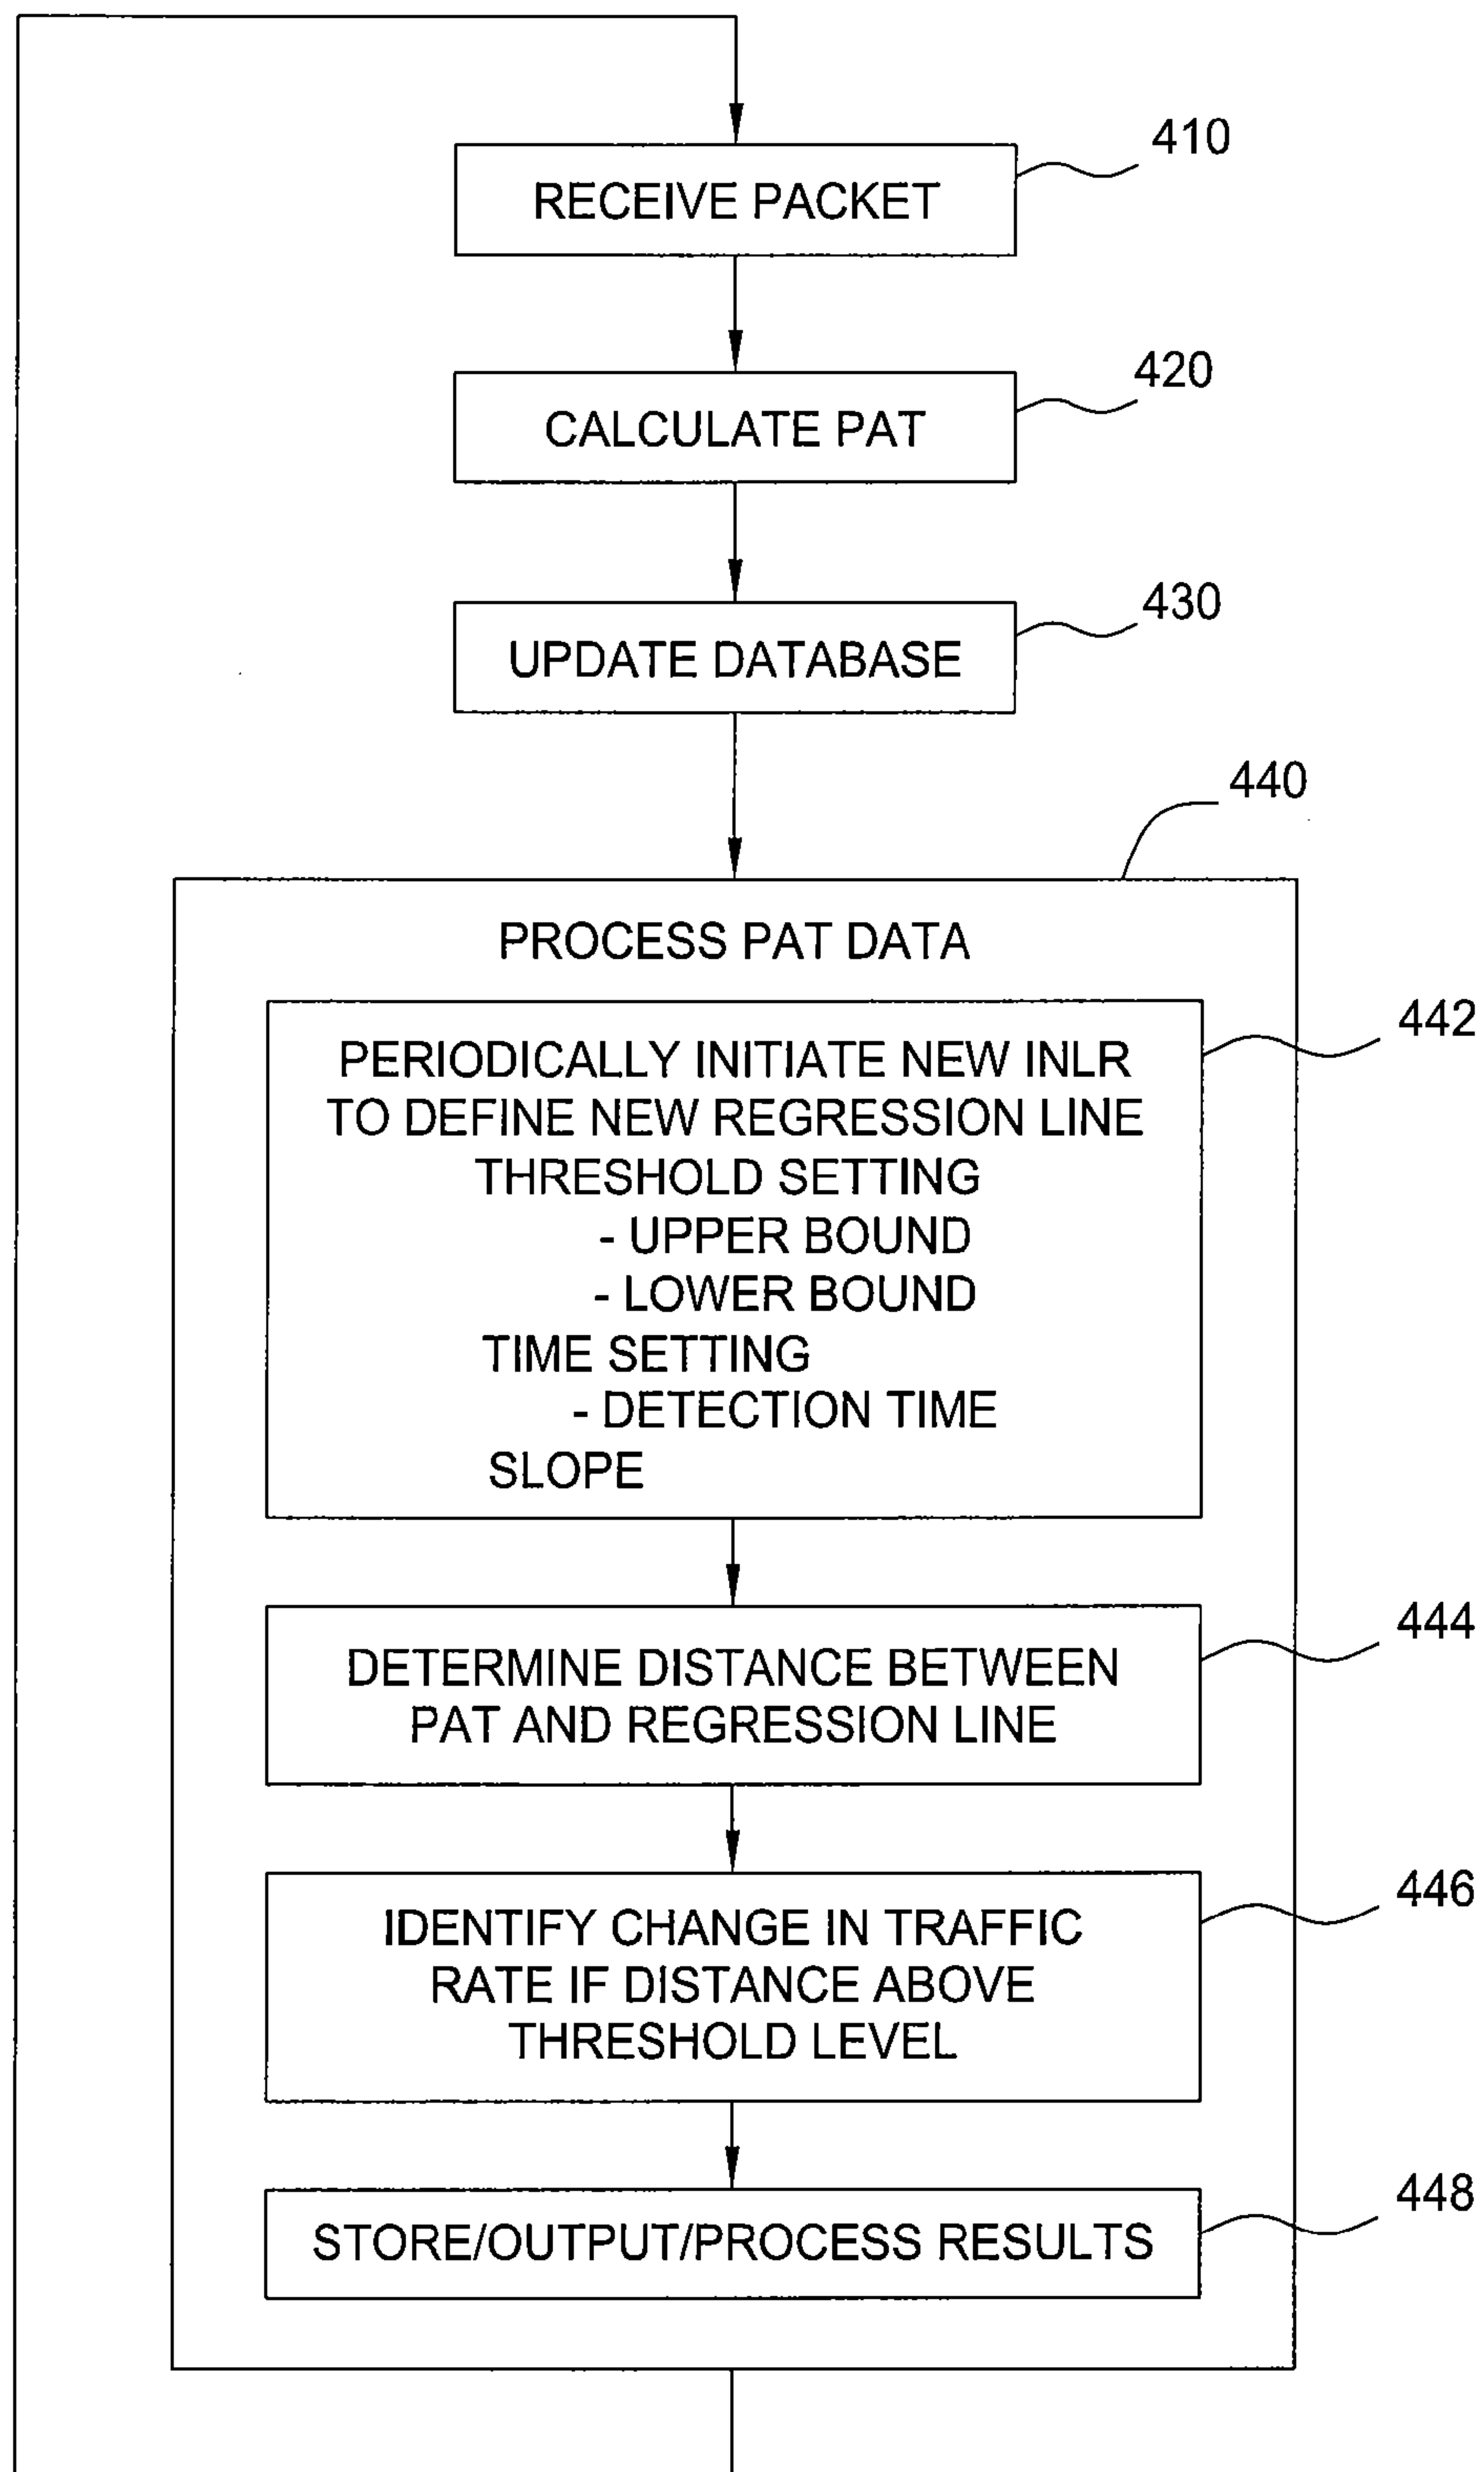 410
RECEIVE PACKET
420
CALCULATE PAT
430
UPDATE DATABASE
440
PROCESS PAT DATA
442
PERIODICALLY INITIATE NEW INLR
TO DEFINE NEW REGRESSION LINE
THRESHOLD SETTING
- UPPER BOUND
- LOWER BOUND
TIME SETTING
- DETECTION TIME
SLOPE
444
DETERMINE DISTANCE BETWEEN
PAT AND REGRESSION LINE
446
IDENTIFY CHANGE IN TRAFFIC
RATE IF DISTANCE ABOVE
THRESHOLD LEVEL
448
STORE/OUTPUT/PROCESS RESULTS